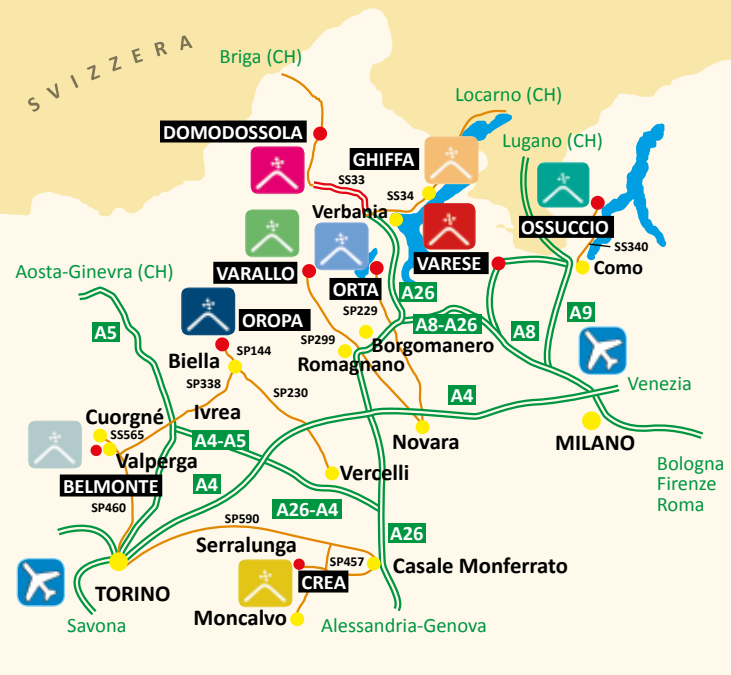 SVIZZERA
Briga (CH)
Locarno (CH)
DOMODOSSOLA
Lugano (CH)
GHIFFA
SS33
SS34
Verbania
OSSUCCIO
SS340
VARALLO
VARESE
Como
Aosta-Ginevra (CH)
ORTA
A26
SP229
A9
OROPA
A5
A8-A26
A8
SP299
Borgomanero
SP144
Biella
Romagnano
SP338
Venezia
SP230
A4
Cuorgné
Ivrea
SS565
A4-A5
Novara
MILANO
Valperga
Bologna
Firenze
Roma
Vercelli
BELMONTE
A4
SP460
A26-A4
SP590
A26
Serralunga
SP457
Casale Monferrato
CREA
TORINO
Moncalvo
Savona
Alessandria-Genova